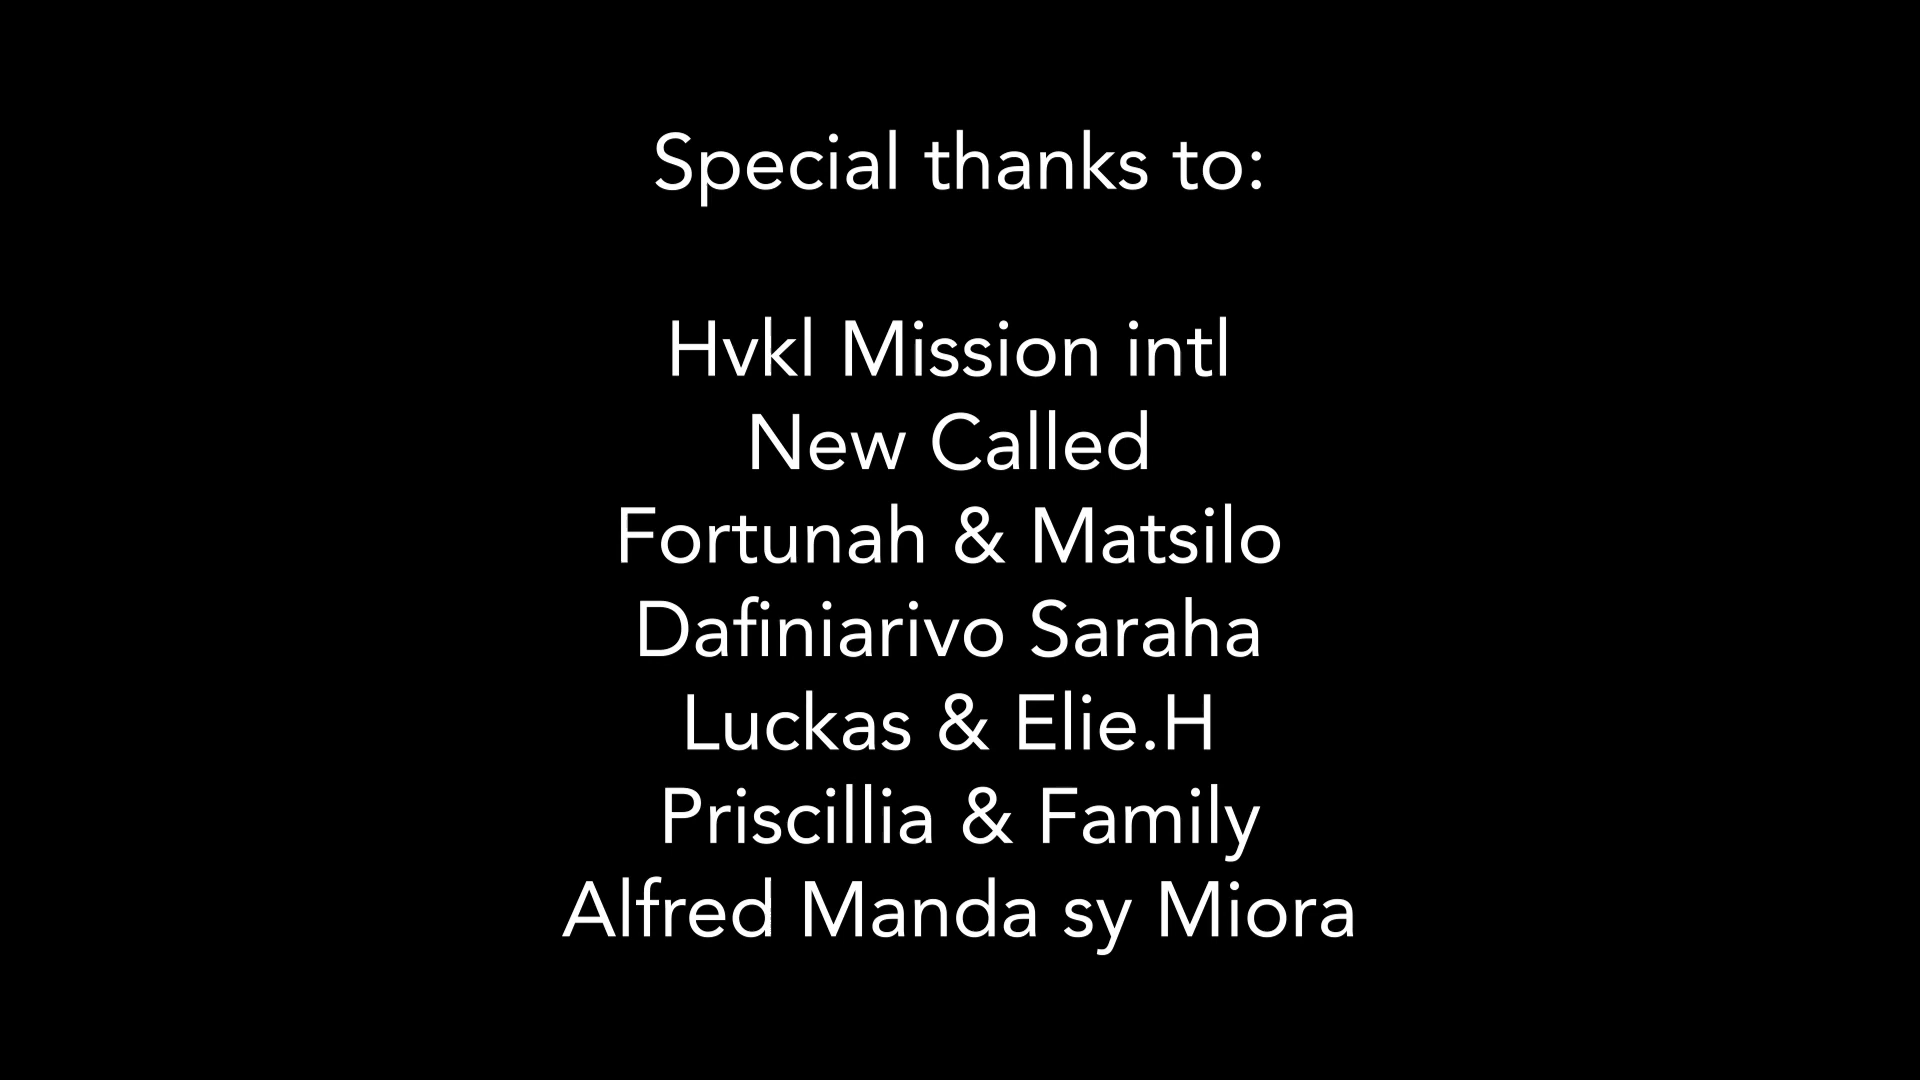 Special thanks to:
Hvkl Mission intl
New Called
Fortunah & Matsilo
Dafiniarivo Saraha
Luckas & Elie.H
Priscillia & Family
Alfred Manda sy Miora